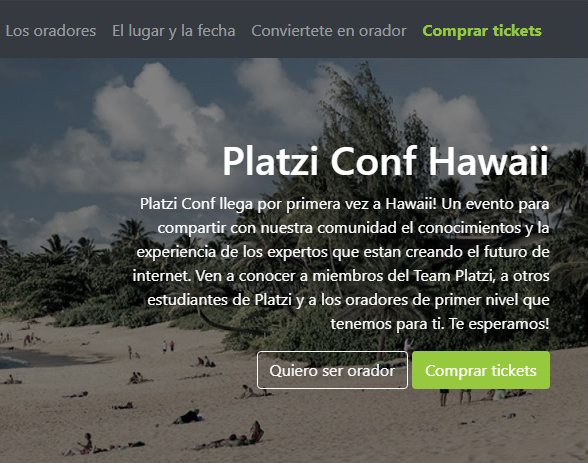 Los oradores El lugar y la fecha Conviertete en orador Comprar tickets
Platzi Conf Hawaii
Platzi Conf llega por primera vez a Hawaii! Un evento para
compartir con nuestra comunidad el conocimientos y la
experiencia de los expertos que estan creando el futuro de
internet. Ven a conocer a miembros del Team Platzi, a otros
estudiantes de Platzi y a los oradores de primer nivel que
tenemos para ti. Te esperamos!
Quiero ser orador Comprar tickets